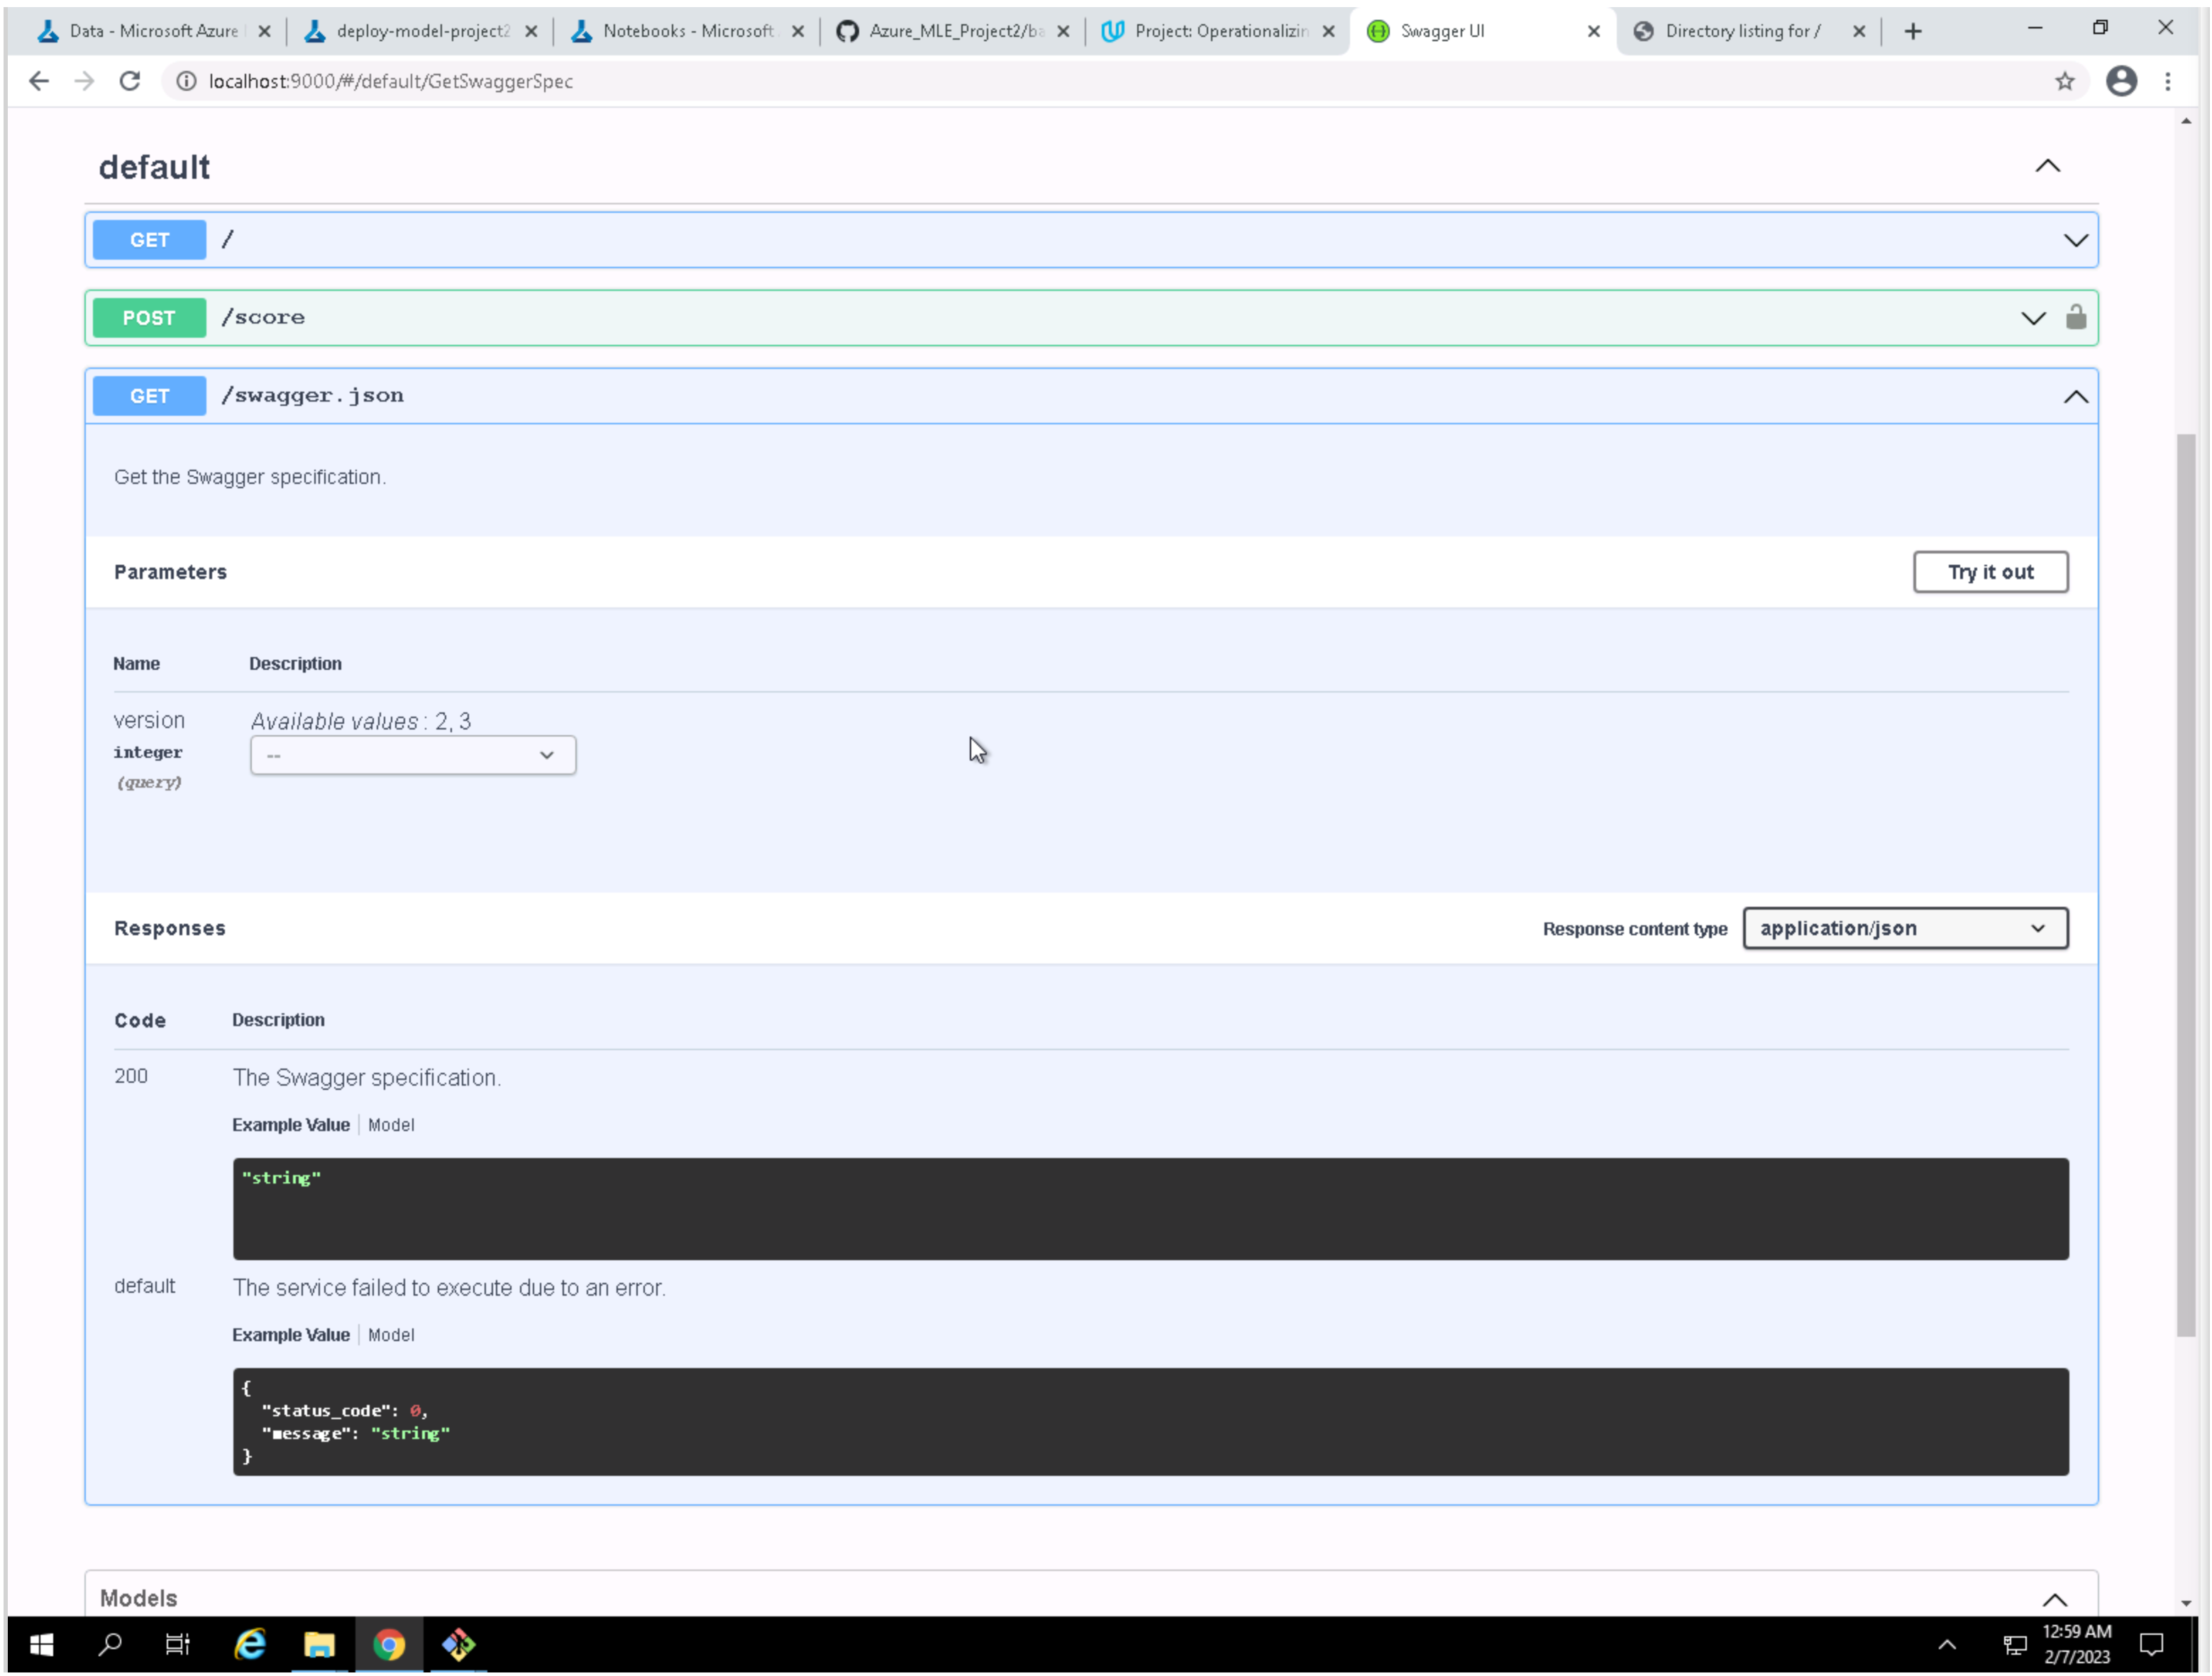 Data - Microsoft Azure
deploy-model-project2
Notebooks - Microsoft
Azure_MLE_Project2/ba
Project: Operationalizin
Swagger UI
Directory listing for /
localhost:9000/#/default/GetSwaggerSpec
default
GET /
POST /score
GET /swagger.json
Get the Swagger specification.
Parameters
Try it out
Name Description
version Available values : 2, 3
integer --
(query)
Responses
Response content type application/json
Code Description
200 The Swagger specification.
Example Value Model
"string"
default The service failed to execute due to an error.
Example Value Model
{
"status_code": 0,
"message": "string"
}
Models
12:59 AM
2/7/2023